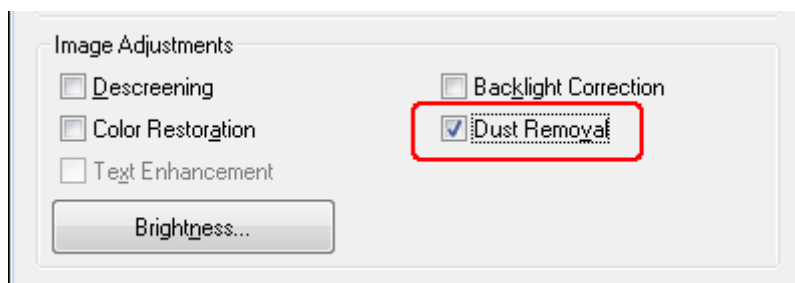 Image Adjustments
Descreening
Backlight Correction
Color Restoration
Dust Removal
Text Enhancement
Brightness...